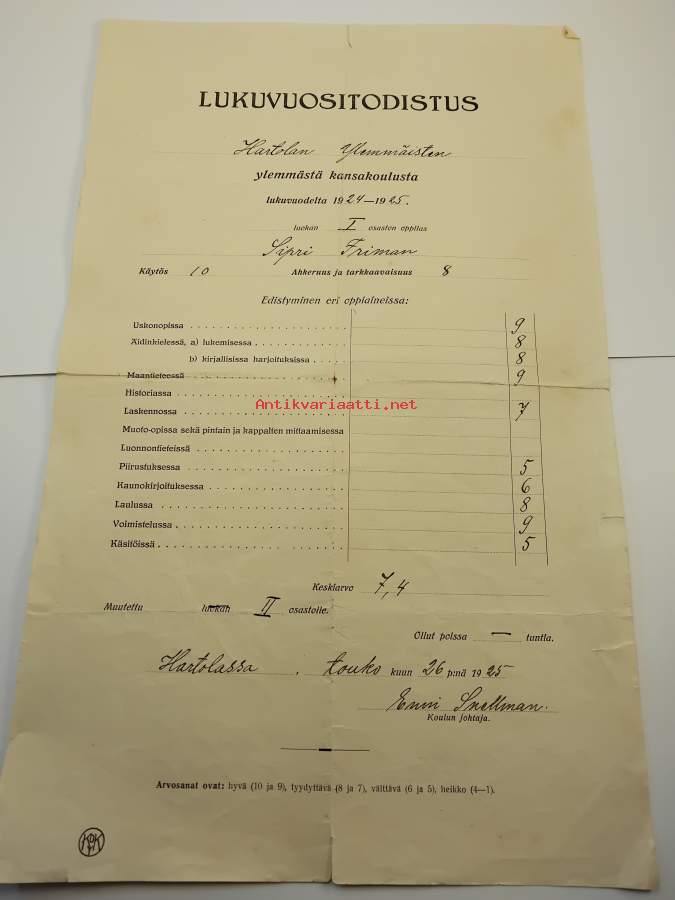 LUKUVUOSITODISTUS
Hartolan Ylemmäisten
ylemmästä kansakoulusta
lukuvuodelta 1924—1925.
luokan I osaston oppilas
Sipri Friman
Käytös 10 Ahkeruus ja tarkkaavaisuus 8
Edistyminen eri oppiaineissa:
Uskonopissa 9
Äidinkielessä, a) lukemisessa 8
b) kirjallisissa harjoituksissa 8
Maantieteessä 9
Historiassa
Antikvariaatti.net
Laskennossa 7
Muoto-opissa sekä pintain ja kappalten mittaamisessa
Luonnontieteissä
Piirustuksessa 5
Kaunokirjoituksessa 6
Laulussa 8
Voimistelussa 9
Käsitöissä 5
Keskiarvo 7,4
Muutettu luokan II osastolle.
Ollut poissa — tuntia.
Hartolassa, touko kuun 26 p:nä 1925
Enni Snellman.
Koulun johtaja.
Arvosanat ovat: hyvä (10 ja 9), tyydyttävä (8 ja 7), välttävä (6 ja 5), heikko (4—1).